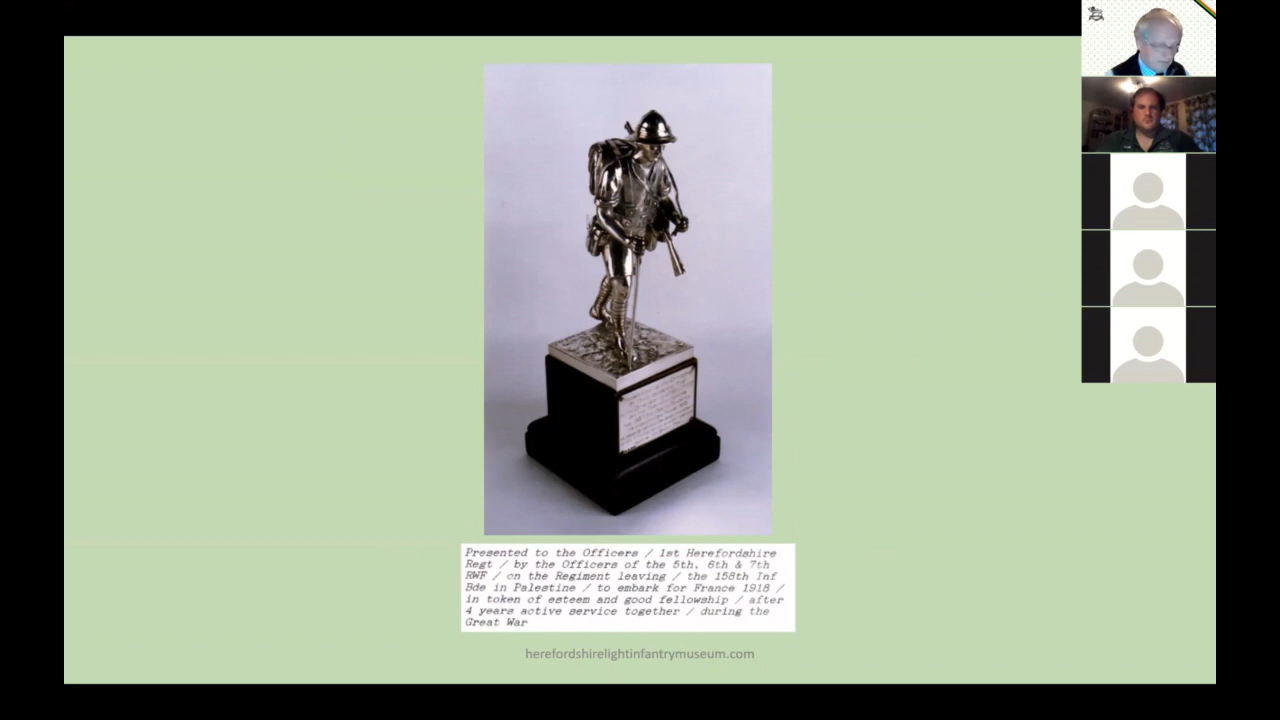 Presented to the Officers / 1st Herefordshire
Regt / by the Officers of the 5th, 6th & 7th
RWF / on the Regiment leaving / the 158th Inf
Bde in Palestine / to embark for France 1918 /
in token of esteem and good fellowship / after
4 years active service together / during the
Great War
herefordshirelightinfantrymuseum.com